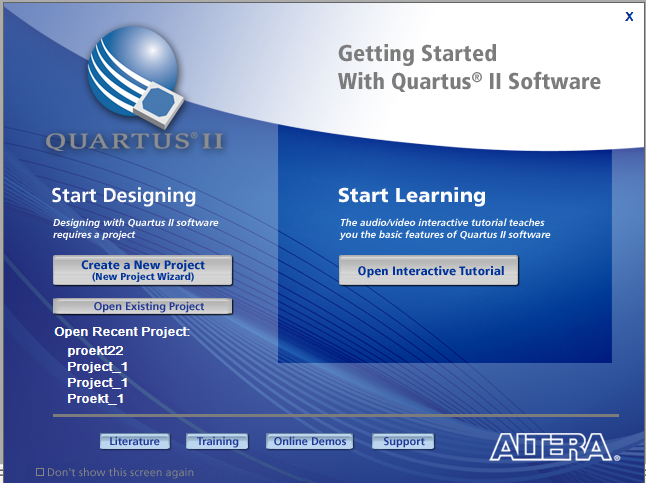 X
Getting Started
With Quartus® II Software
QUARTUS® II
Start Designing
Designing with Quartus II software
requires a project
Create a New Project
(New Project Wizard)
Open Existing Project
Open Recent Project:
proekt22
Project_1
Project_1
Proekt_1
Start Learning
The audio/video interactive tutorial teaches
you the basic features of Quartus II software
Open Interactive Tutorial
Literature
Training
Online Demos
Support
ALTERA®
Don't show this screen again